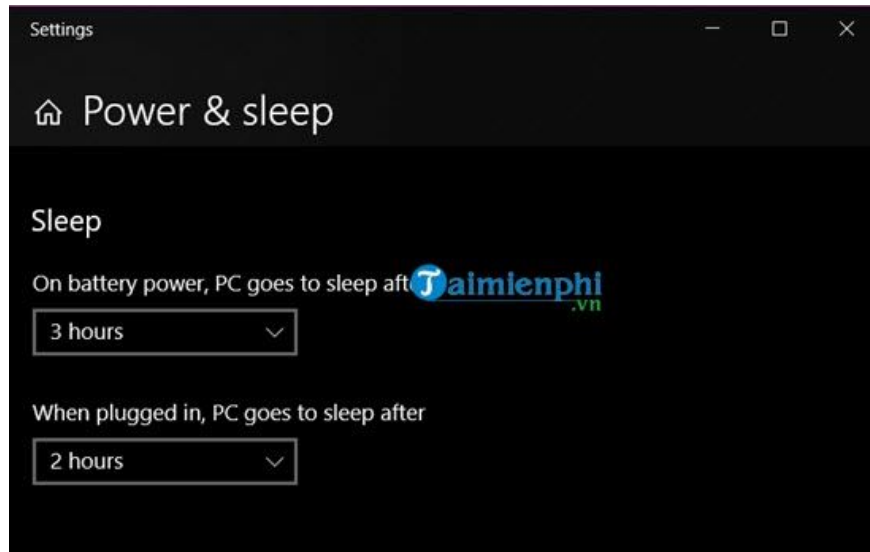 Settings
Power & sleep
Sleep
On battery power, PC goes to sleep aft
Taimienphi
.vn
3 hours
When plugged in, PC goes to sleep after
2 hours